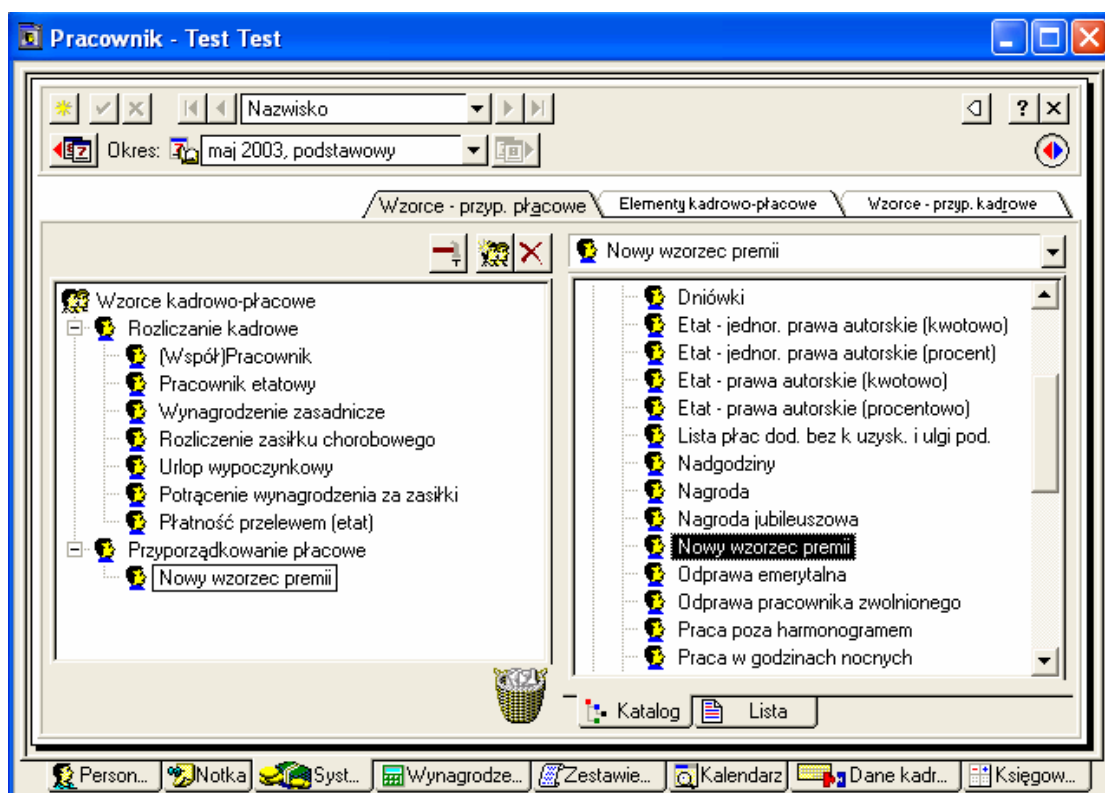 Pracownik - Test Test
Nazwisko
Okres: maj 2003, podstawowy
Wzorce - przyp. płacowe
Elementy kadrowo-płacowe
Wzorce - przyp. kadrowe
Nowy wzorzec premii
Wzorce kadrowo-płacowe
Rozliczanie kadrowe
(Współ)Pracownik
Pracownik etatowy
Wynagrodzenie zasadnicze
Rozliczenie zasiłku chorobowego
Urlop wypoczynkowy
Potrącenie wynagrodzenia za zasiłki
Płatność przelewem (etat)
Przyporządkowanie płacowe
Nowy wzorzec premii
Dniówki
Etat - jednor. prawa autorskie (kwotowo)
Etat - jednor. prawa autorskie (procent)
Etat - prawa autorskie (kwotowo)
Etat - prawa autorskie (procentowo)
Lista płac dod. bez k uzysk. i ulgi pod.
Nadgodziny
Nagroda
Nagroda jubileuszowa
Nowy wzorzec premii
Odprawa emerytalna
Odprawa pracownika zwolnionego
Praca poza harmonogramem
Praca w godzinach nocnych
Katalog
Lista
Person...
Notka
Syst...
Wynagrodze...
Zestawie...
Kalendarz
Dane kadr...
Księgow...